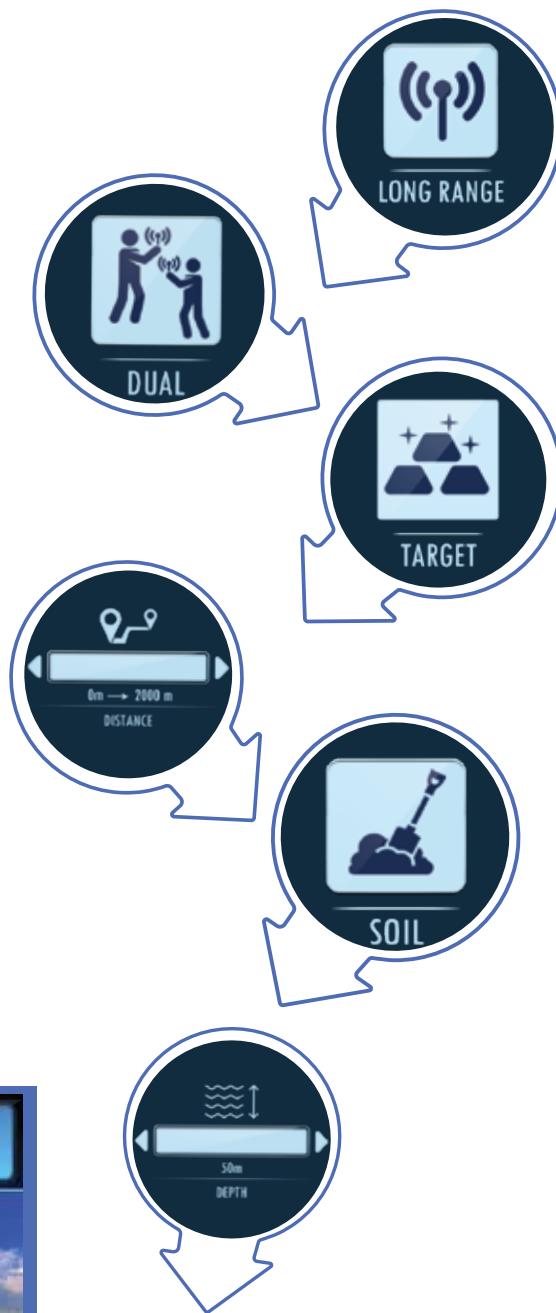 LONG RANGE
DUAL
TARGET
0m → 2000 m
DISTANCE
SOIL
50m
DEPTH